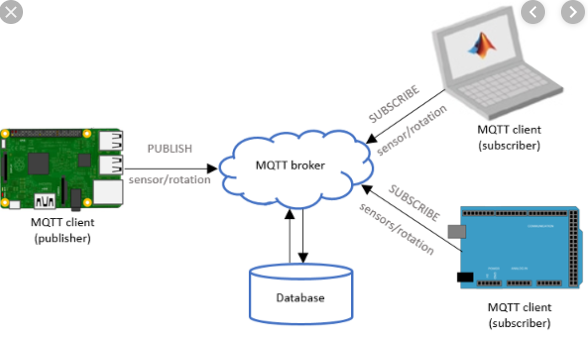 PUBLISH
sensor/rotation
MQTT client
(publisher)
MQTT broker
Database
SUBSCRIBE
sensor/rotation
MQTT client
(subscriber)
SUBSCRIBE
sensors/rotation
MQTT client
(subscriber)